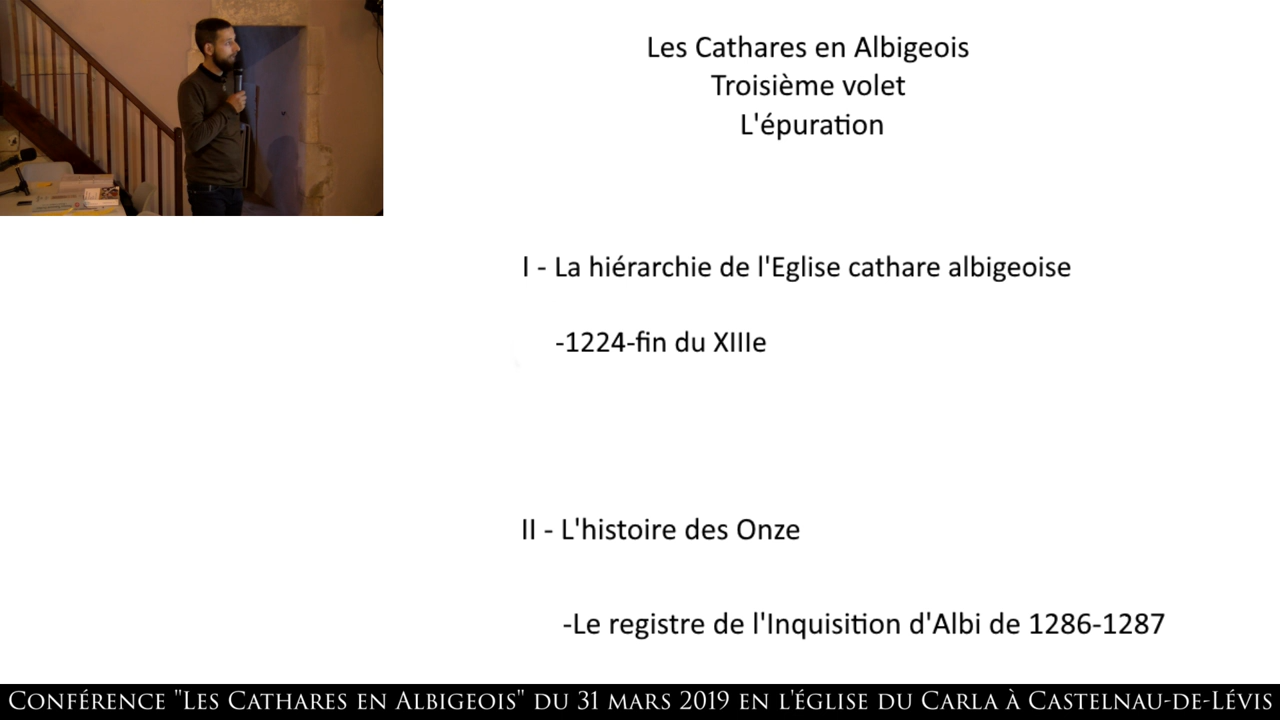 Les Cathares en Albigeois
Troisième volet
L'épuration
I - La hiérarchie de l'Eglise cathare albigeoise
-1224-fin du XIIIe
II - L'histoire des Onze
-Le registre de l'Inquisition d'Albi de 1286-1287
Conférence "Les Cathares en Albigeois" du 31 mars 2019 en l'église du Carla à Castelnau-de-Lévis